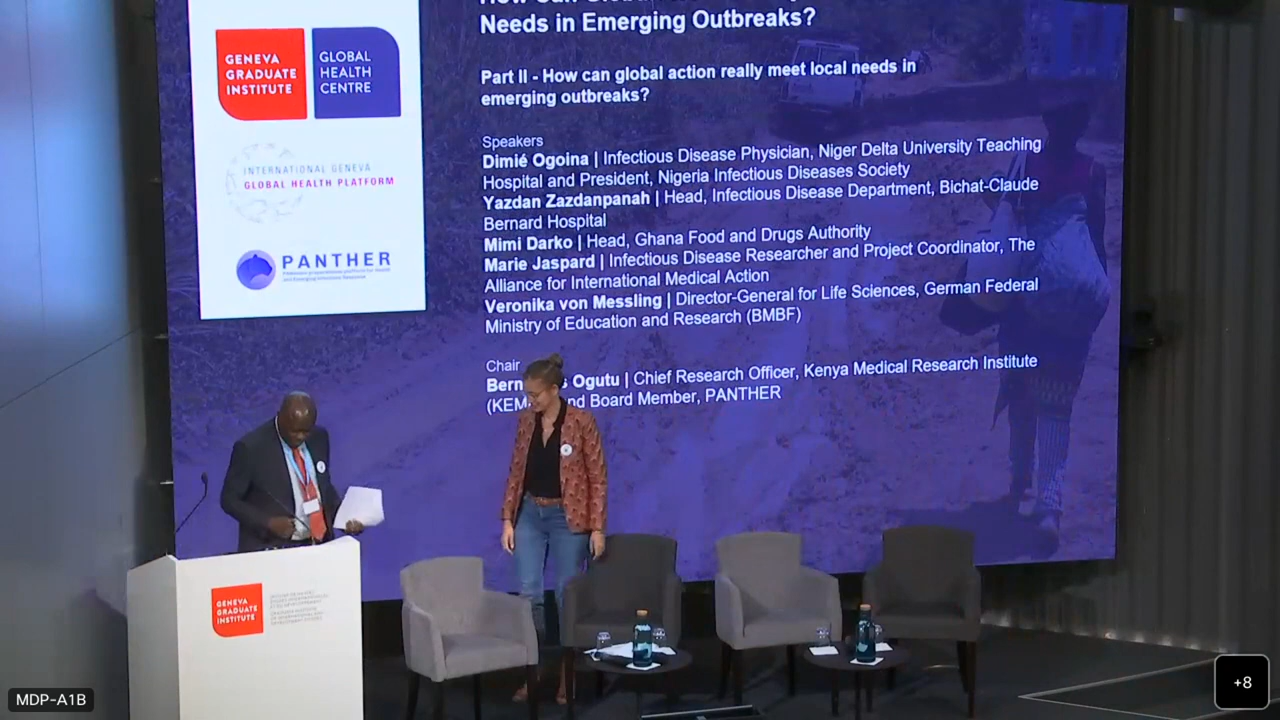 Needs in Emerging Outbreaks?
Part II - How can global action really meet local needs in
emerging outbreaks?
Speakers
Dimié Ogoina | Infectious Disease Physician, Niger Delta University Teaching
Hospital and President, Nigeria Infectious Diseases Society
Yazdan Yazdanpanah | Head, Infectious Disease Department, Bichat-Claude
Bernard Hospital
Mimi Darko | Head, Ghana Food and Drugs Authority
Marie Jaspard | Infectious Disease Researcher and Project Coordinator, The
Alliance for International Medical Action
Veronika von Messling | Director-General for Life Sciences, German Federal
Ministry of Education and Research (BMBF)
Chair
Ogutu | Chief Research Officer, Kenya Medical Research Institute
Board Member, PANTHER
GENEVA
GRADUATE
INSTITUTE
GLOBAL
HEALTH
CENTRE
INTERNATIONAL GENEVA
GLOBAL HEALTH PLATFORM
PANTHER
GENEVA
GRADUATE
INSTITUTE
MDP-A1B
+8